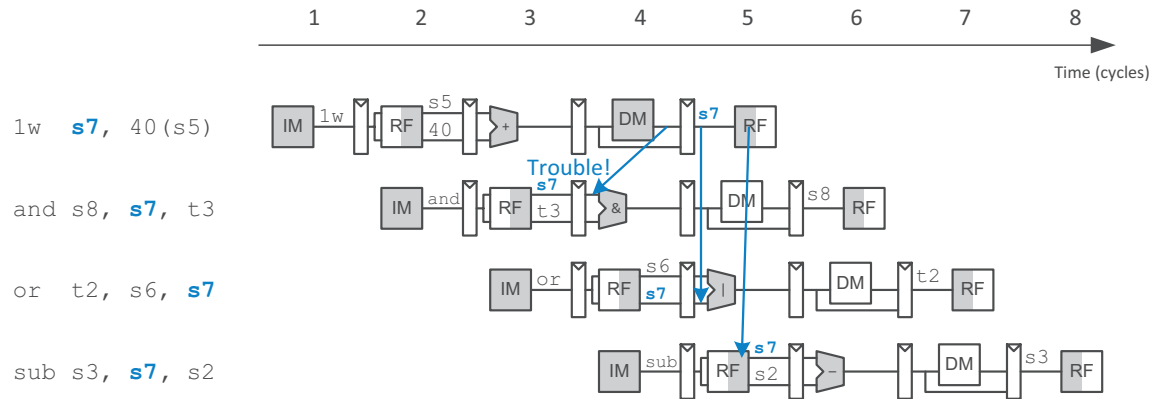 1 2 3 4 5 6 7 8
Time (cycles)
1w s7, 40(s5) IM 1w RF s5 40 + DM s7 RF
Trouble!
and s8, s7, t3 IM and RF s7 t3 & DM s8 RF
or t2, s6, s7 IM or RF s6 s7 | DM t2 RF
sub s3, s7, s2 IM sub RF s7 s2 − DM s3 RF